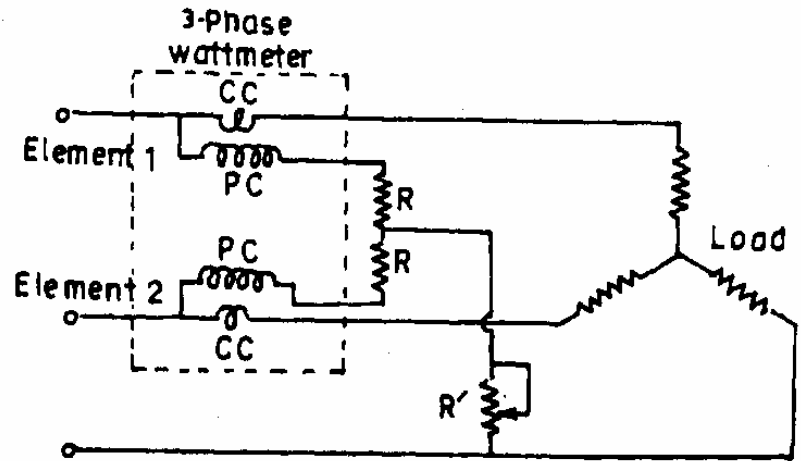 3-Phase
wattmeter
CC
Element 1
PC
R
PC
R
Load
Element 2
CC
R′